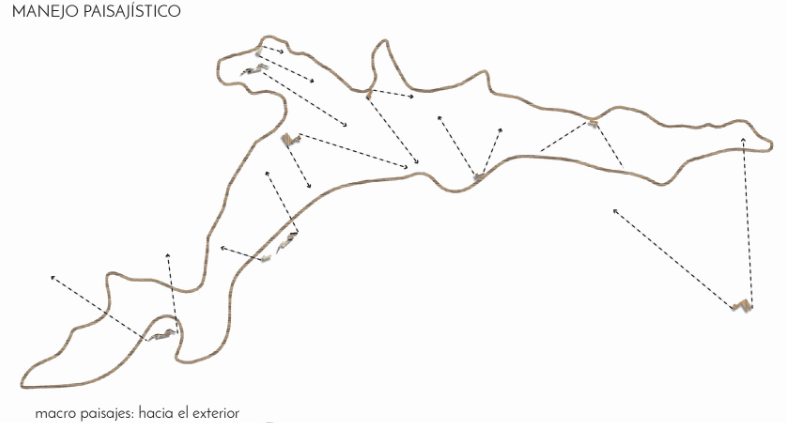 MANEJO PAISAJÍSTICO
macro paisajes: hacia el exterior